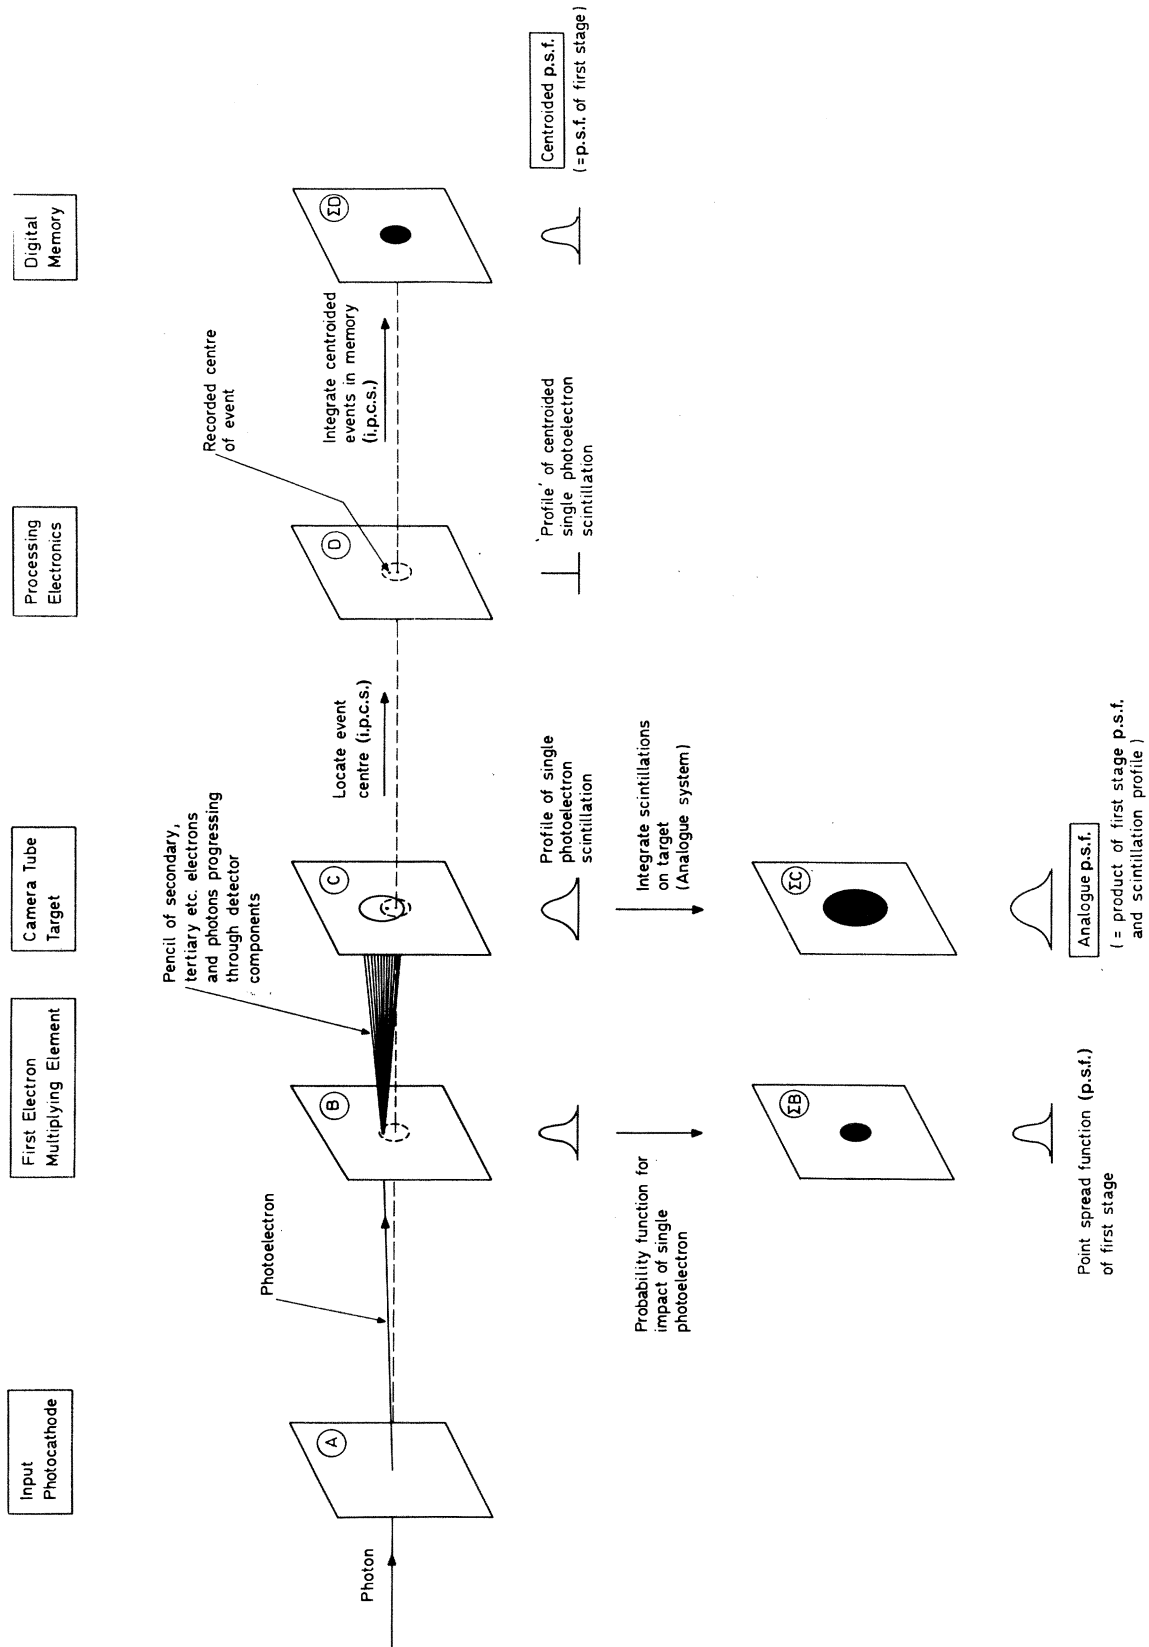 Input
Photocathode
First Electron
Multiplying Element
Camera Tube
Target
Processing
Electronics
Digital
Memory
Photon
Photoelectron
Pencil of secondary,
tertiary etc. electrons
and photons progressing
through detector
components
Recorded centre
of event
A
B
C
D
ΣD
Locate event
centre (i.p.c.s.)
Integrate centroided
events in memory
(i.p.c.s.)
Profile of single
photoelectron
scintillation
'Profile' of centroided
single photoelectron
scintillation
Centroided p.s.f.
(=p.s.f. of first stage)
Probability function for
impact of single
photoelectron
Integrate scintillations
on target
(Analogue system)
ΣB
ΣC
Point spread function (p.s.f.)
of first stage
Analogue p.s.f.
( = product of first stage p.s.f.
and scintillation profile )